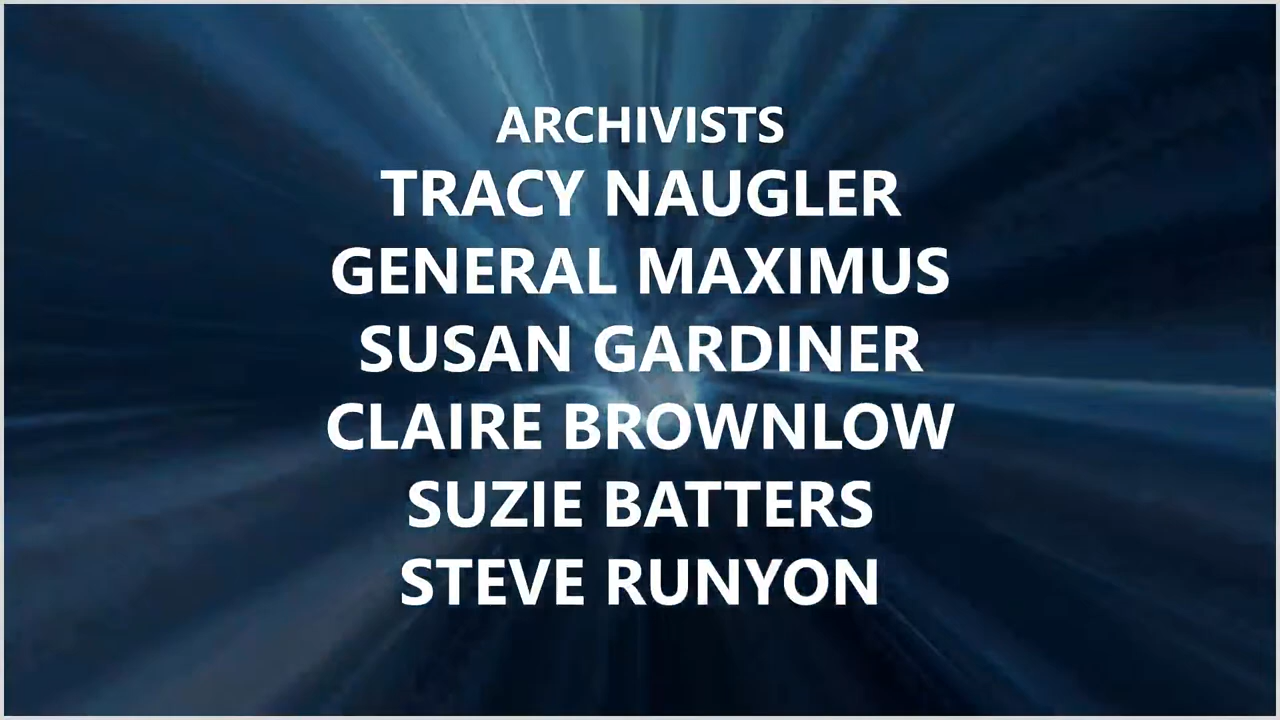 ARCHIVISTS
TRACY NAUGLER
GENERAL MAXIMUS
SUSAN GARDINER
CLAIRE BROWNLOW
SUZIE BATTERS
STEVE RUNYON